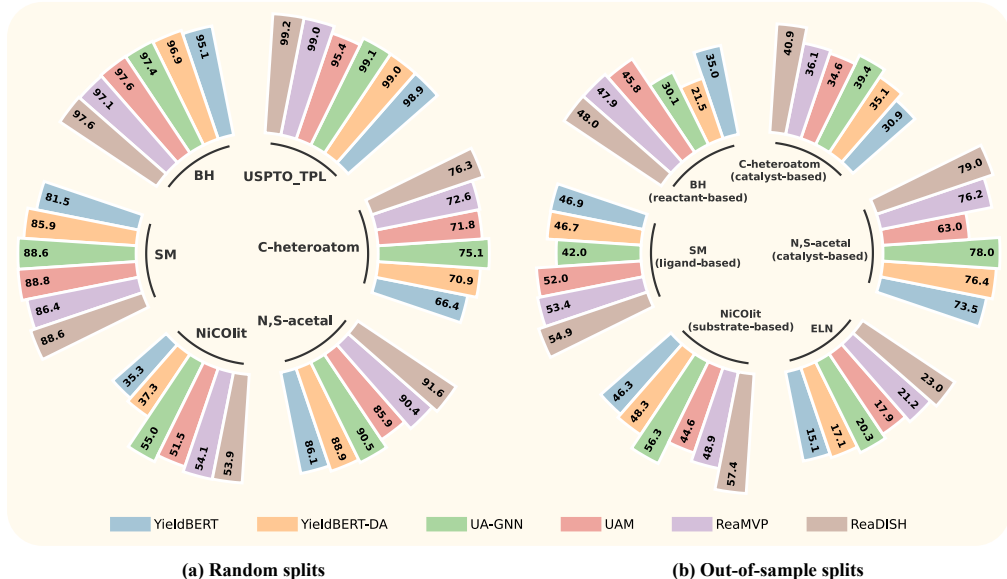 97.6
97.1
97.6
97.4
96.9
95.1
BH
99.2
99.0
95.4
99.1
99.0
98.9
USPTO_TPL
76.3
72.6
71.8
75.1
70.9
66.4
C-heteroatom
91.6
90.4
85.9
90.5
88.9
86.1
N,S-acetal
53.9
54.1
51.5
55.0
37.3
35.3
NiCOlit
88.6
86.4
88.8
88.6
85.9
81.5
SM
48.0
47.9
45.8
30.1
21.5
35.0
BH
(reactant-based)
40.9
36.1
34.6
39.4
35.1
30.9
C-heteroatom
(catalyst-based)
79.0
76.2
63.0
78.0
76.4
73.5
N,S-acetal
(catalyst-based)
23.0
21.2
17.9
20.3
17.1
15.1
ELN
57.4
48.9
44.6
56.3
48.3
46.3
NiCOlit
(substrate-based)
54.9
53.4
52.0
42.0
46.7
46.9
SM
(ligand-based)
YieldBERT
YieldBERT-DA
UA-GNN
UAM
ReaMVP
ReaDISH
(a) Random splits
(b) Out-of-sample splits